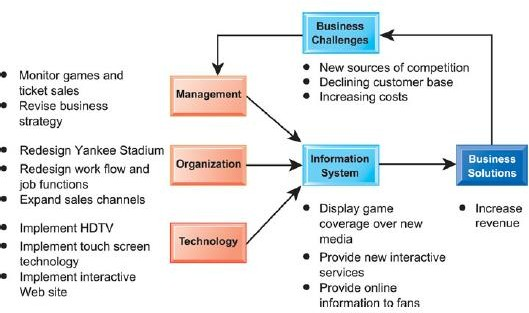 Business
Challenges
● New sources of competition
● Declining customer base
● Increasing costs
● Monitor games and
ticket sales
● Revise business
strategy
Management
● Redesign Yankee Stadium
● Redesign work flow and
job functions
● Expand sales channels
Organization
Information
System
Business
Solutions
● Increase
revenue
● Implement HDTV
● Implement touch screen
technology
● Implement interactive
Web site
Technology
● Display game
coverage over new
media
● Provide new interactive
services
● Provide online
information to fans